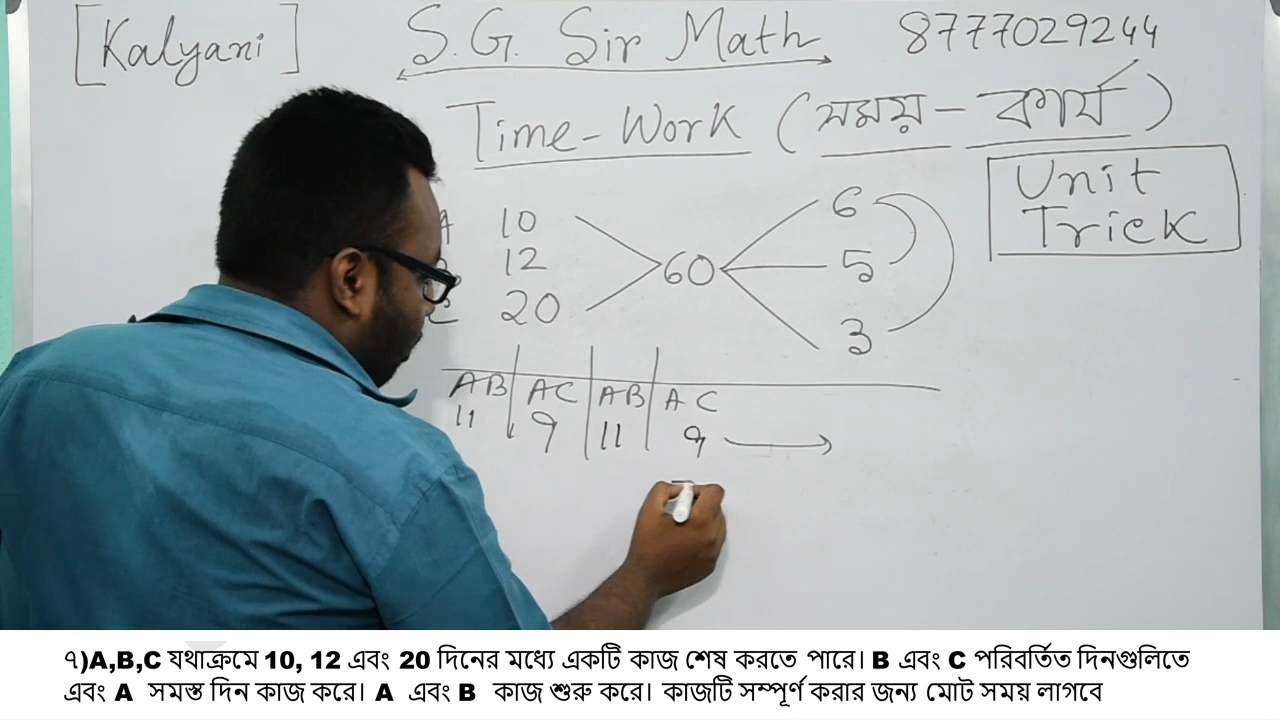 [Kalyani] S.G. Sir Math 8777029244
Time-Work (সময়-কার্য)
Unit
Trick
A 10 6
12 60 5
C 20 3
AB AC AB AC
11 9 11 9
৭)A,B,C যথাক্রমে 10, 12 এবং 20 দিনের মধ্যে একটি কাজ শেষ করতে পারে। B এবং C পরিবর্তিত দিনগুলিতে
এবং A সমস্ত দিন কাজ করে। A এবং B কাজ শুরু করে। কাজটি সম্পূর্ণ করার জন্য মোট সময় লাগবে